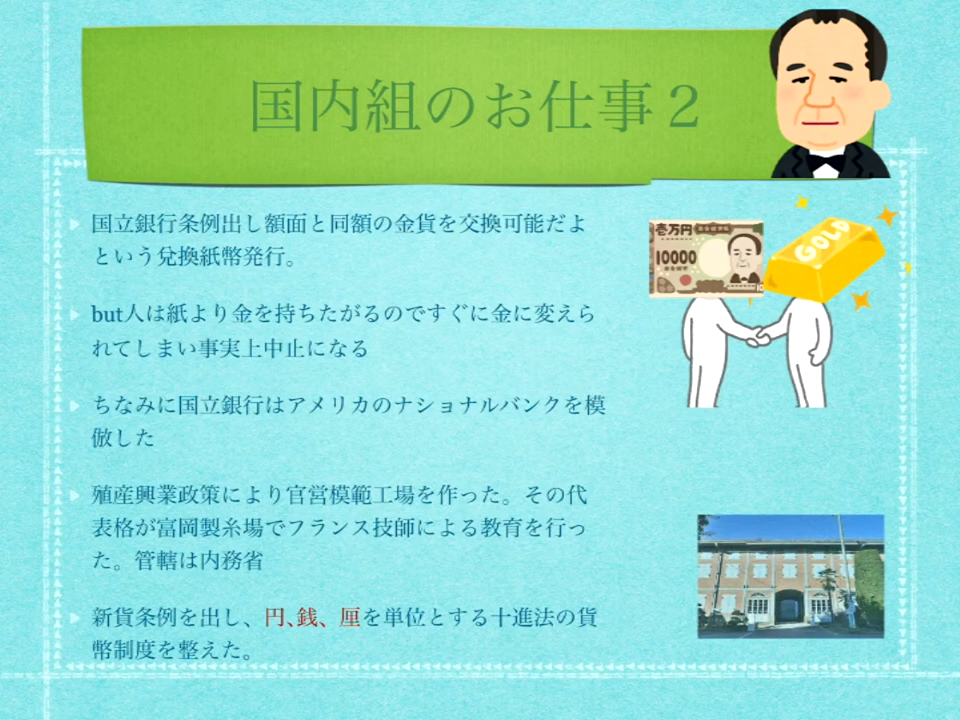 国内組のお仕事２
国立銀行条例出し額面と同額の金貨を交換可能だよ
という兌換紙幣発行。
but人は紙より金を持ちたがるのですぐに金に変えら
れてしまい事実上中止になる
ちなみに国立銀行はアメリカのナショナルバンクを模
倣した
殖産興業政策により官営模範工場を作った。その代
表格が富岡製糸場でフランス技師による教育を行っ
た。管轄は内務省
新貨条例を出し、円､銭、厘を単位とする十進法の貨
幣制度を整えた。
壱万円
10000
GOLD